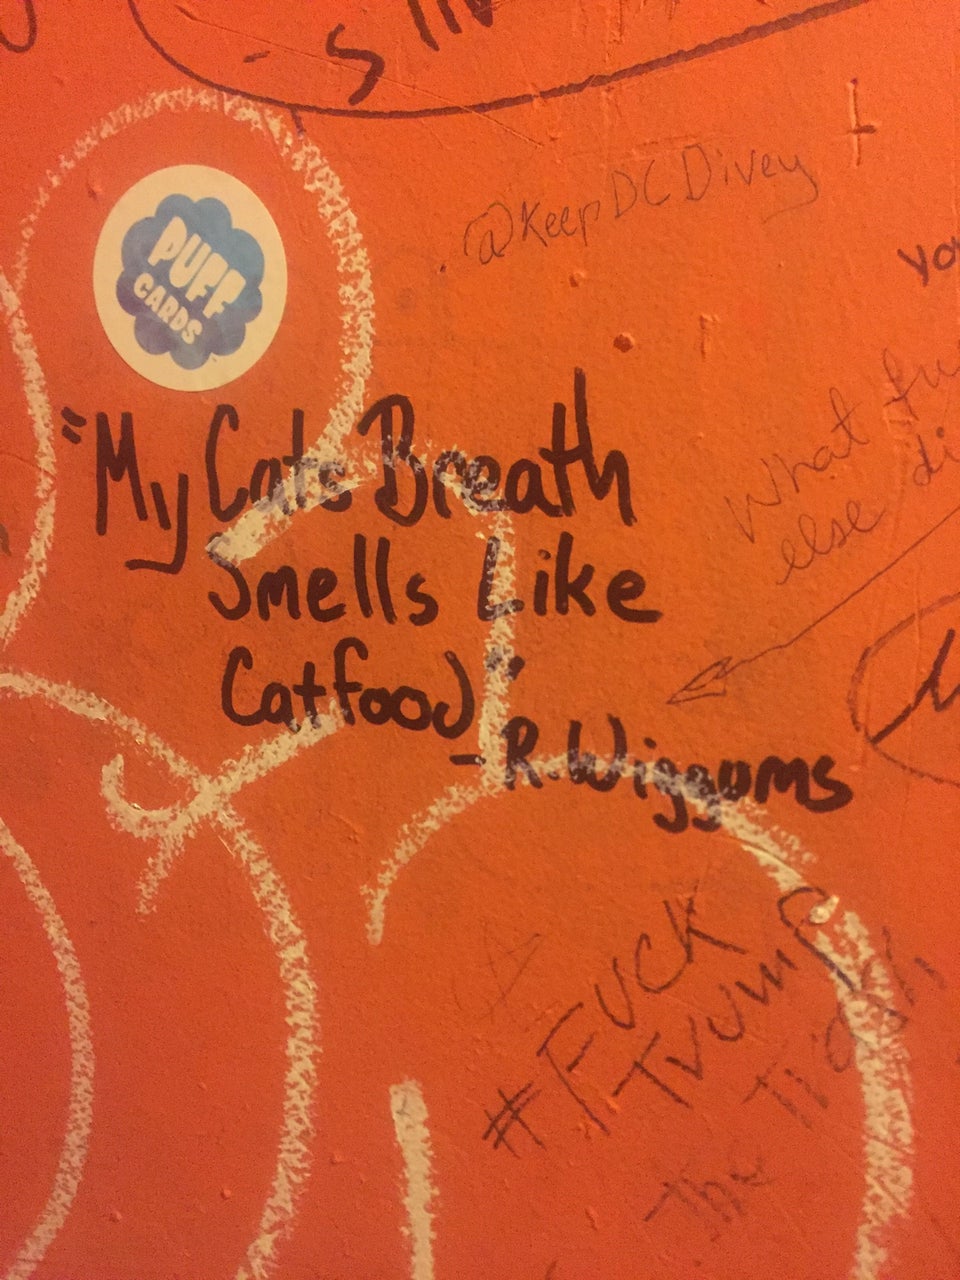 @KeepDCDivey
PUFF
CARDS
"My Cats Breath
Smells Like
Catfood"
-R.Wiggums
What
else
#Fuck
Trump